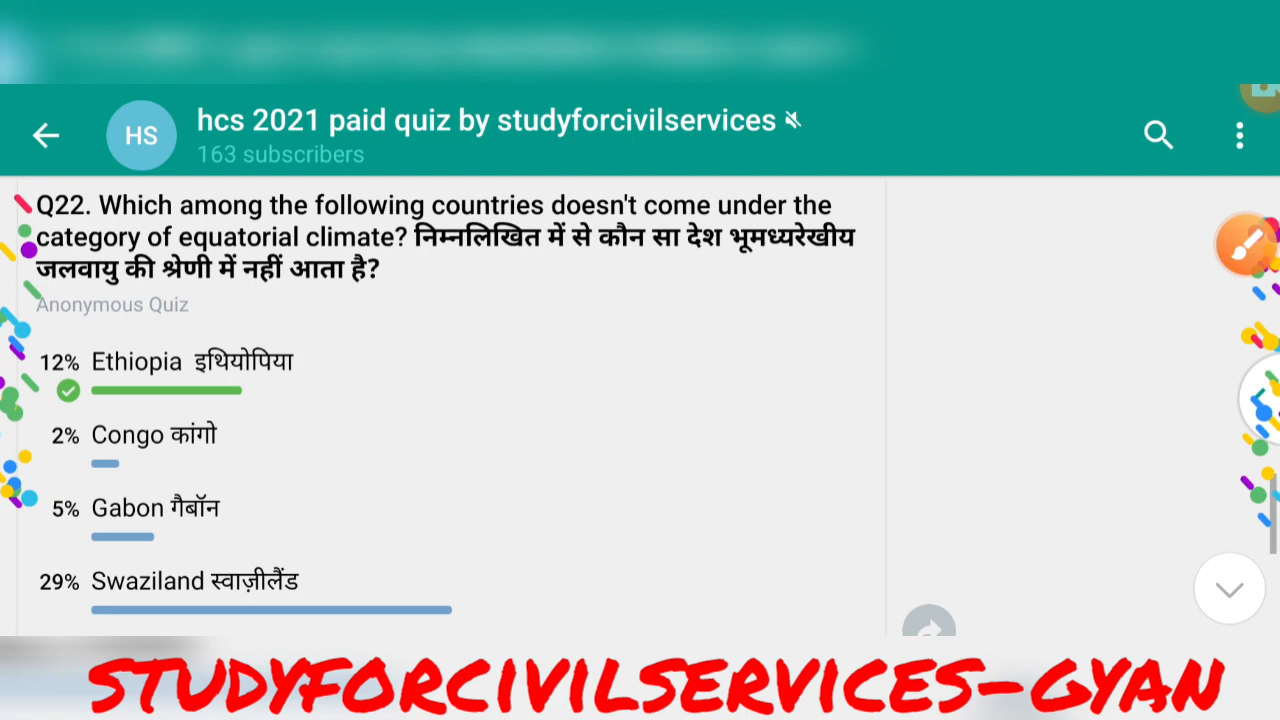 HS
hcs 2021 paid quiz by studyforcivilservices
163 subscribers
Q22. Which among the following countries doesn't come under the
category of equatorial climate? निम्नलिखित में से कौन सा देश भूमध्यरेखीय
जलवायु की श्रेणी में नहीं आता है?
Anonymous Quiz
12% Ethiopia इथियोपिया
2% Congo कांगो
5% Gabon गैबॉन
29% Swaziland स्वाज़ीलैंड
STUDYFORCIVILSERVICES-GYAN